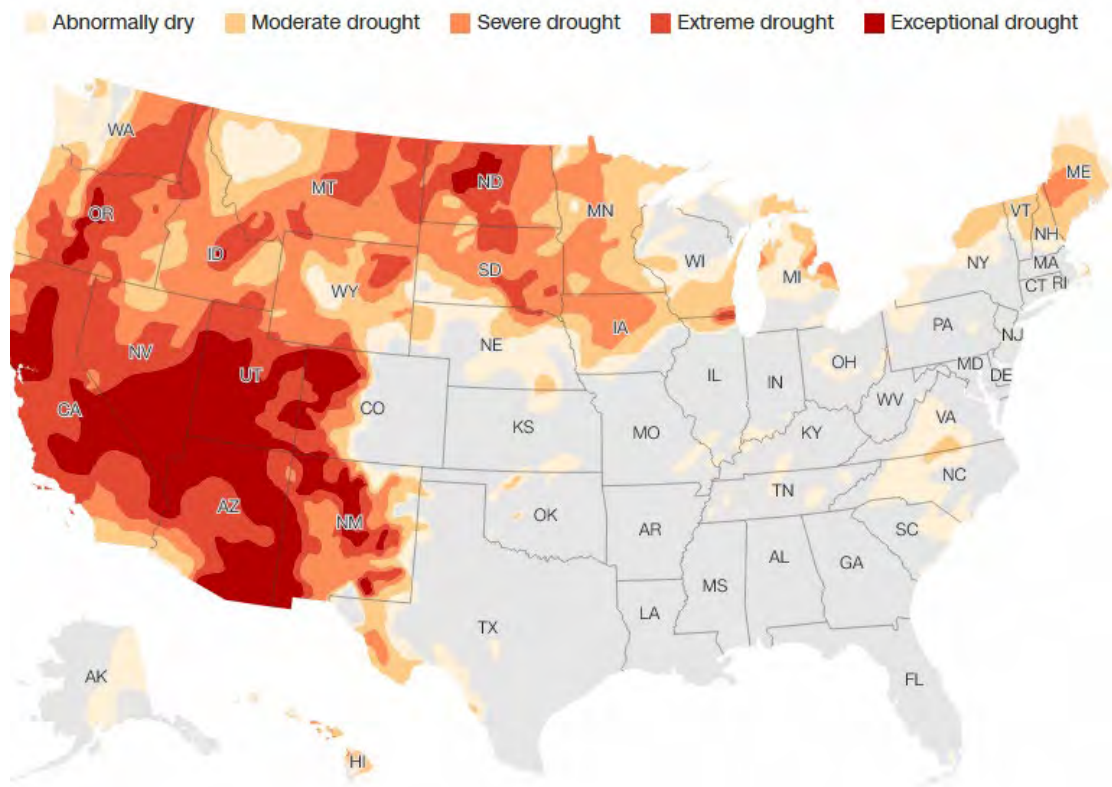 Abnormally dry Moderate drought Severe drought Extreme drought Exceptional drought
WA
MT
ND
MN
ME
VT
NH
OR
ID
SD
WI
MI
NY
MA
CT RI
WY
IA
NE
PA
NJ
NV
UT
CO
IL
IN
OH
MD
DE
WV
VA
CA
KS
MO
KY
NC
TN
AZ
NM
OK
AR
SC
MS
AL
GA
LA
TX
AK
FL
HI